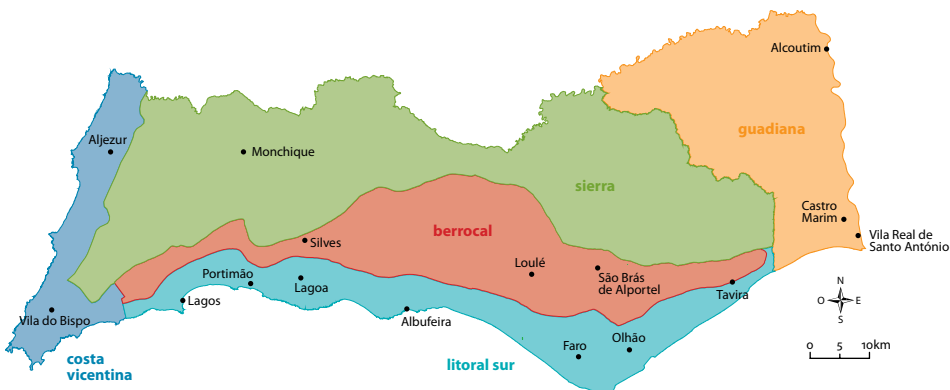 Alcoutim
guadiana
Aljezur
Monchique
sierra
Castro
Marim
Vila Real de
Santo António
berrocal
Silves
Loulé
São Brás
de Alportel
Portimão
Lagoa
Tavira
Lagos
Vila do Bispo
Albufeira
Faro
Olhão
costa
vicentina
litoral sur
N
O
E
S
0 5 10km